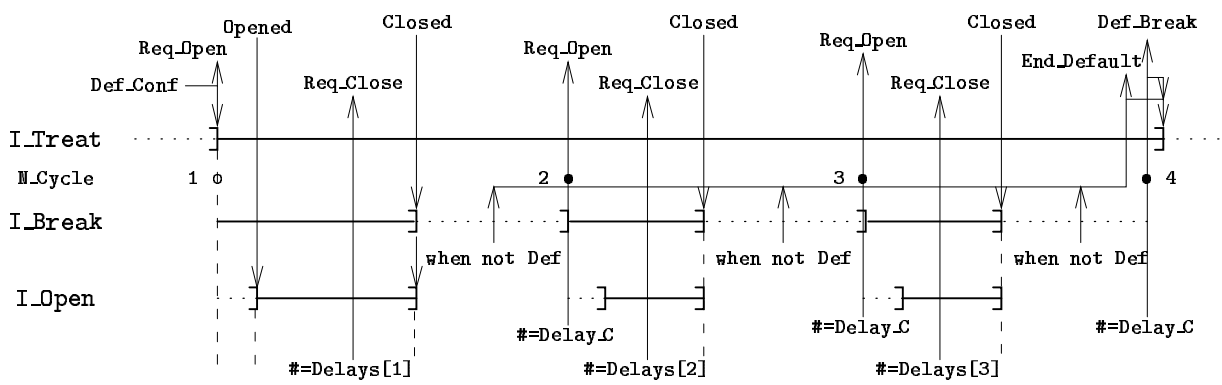 Opened Closed Closed Closed Def_Break
Req_Open Req_Open Req_Open End_Default
Def_Conf Req_Close Req_Close Req_Close
I_Treat
N_Cycle 1 2 3 4
I_Break
when not Def when not Def when not Def
I_Open
#=Delay_C #=Delay_C #=Delay_C
#=Delays[1] #=Delays[2] #=Delays[3]